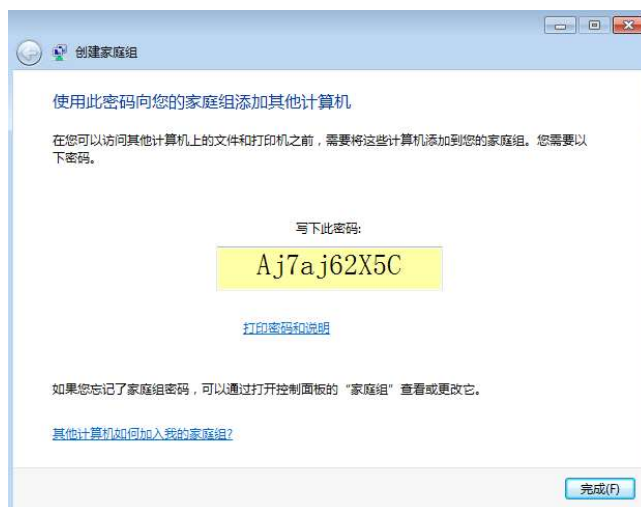 创建家庭组
使用此密码向您的家庭组添加其他计算机
在您可以访问其他计算机上的文件和打印机之前，需要将这些计算机添加到您的家庭组。您需要以
下密码。
写下此密码:
Aj7aj62X5C
打印密码和说明
如果您忘记了家庭组密码，可以通过打开控制面板的“家庭组”查看或更改它。
其他计算机如何加入我的家庭组?
完成(F)